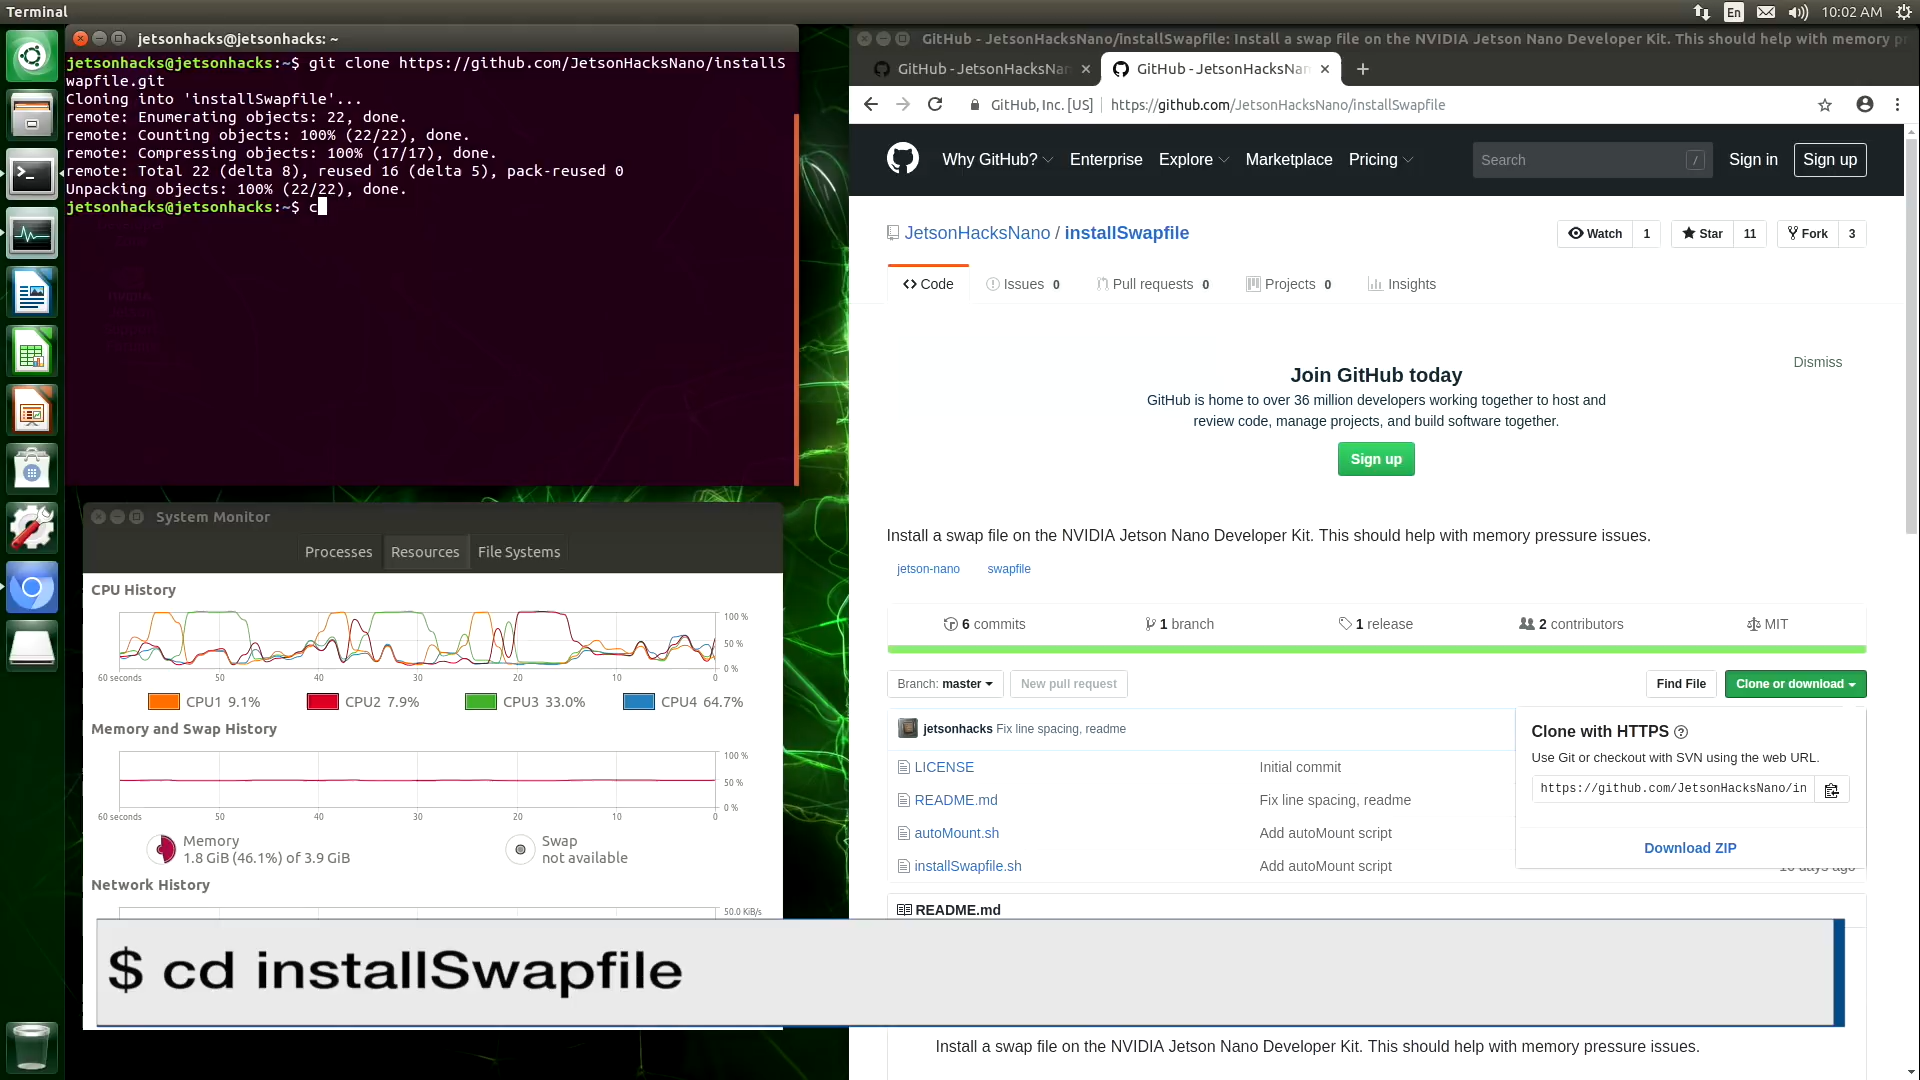 Terminal
En
10:02 AM
jetsonhacks@jetsonhacks: ~
jetsonhacks@jetsonhacks:~$ git clone https://github.com/JetsonHacksNano/installS
wapfile.git
Cloning into 'installSwapfile'...
remote: Enumerating objects: 22, done.
remote: Counting objects: 100% (22/22), done.
remote: Compressing objects: 100% (17/17), done.
remote: Total 22 (delta 8), reused 16 (delta 5), pack-reused 0
Unpacking objects: 100% (22/22), done.
jetsonhacks@jetsonhacks:~$ c
System Monitor
Processes Resources File Systems
CPU History
100 %
50 %
0 %
60 seconds 50 40 30 20 10 0
CPU1 9.1% CPU2 7.9% CPU3 33.0% CPU4 64.7%
Memory and Swap History
100 %
50 %
0 %
60 seconds 50 40 30 20 10 0
Memory
1.8 GiB (46.1%) of 3.9 GiB
Swap
not available
Network History
50.0 KiB/s
GitHub - JetsonHacksNano/installSwapfile: Install a swap file on the NVIDIA Jetson Nano Developer Kit. This should help with memory pr
GitHub - JetsonHacksNan
GitHub - JetsonHacksNan
GitHub, Inc. [US] https://github.com/JetsonHacksNano/installSwapfile
Why GitHub? Enterprise Explore Marketplace Pricing Search / Sign in Sign up
JetsonHacksNano / installSwapfile
Watch 1 Star 11 Fork 3
Code Issues 0 Pull requests 0 Projects 0 Insights
Dismiss
Join GitHub today
GitHub is home to over 36 million developers working together to host and
review code, manage projects, and build software together.
Sign up
Install a swap file on the NVIDIA Jetson Nano Developer Kit. This should help with memory pressure issues.
jetson-nano swapfile
6 commits 1 branch 1 release 2 contributors MIT
Branch: master New pull request Find File Clone or download
jetsonhacks Fix line spacing, readme
LICENSE Initial commit
README.md Fix line spacing, readme
autoMount.sh Add autoMount script
installSwapfile.sh Add autoMount script days ago
Clone with HTTPS ?
Use Git or checkout with SVN using the web URL.
https://github.com/JetsonHacksNano/in
Download ZIP
README.md
$ cd installSwapfile
Install a swap file on the NVIDIA Jetson Nano Developer Kit. This should help with memory pressure issues.